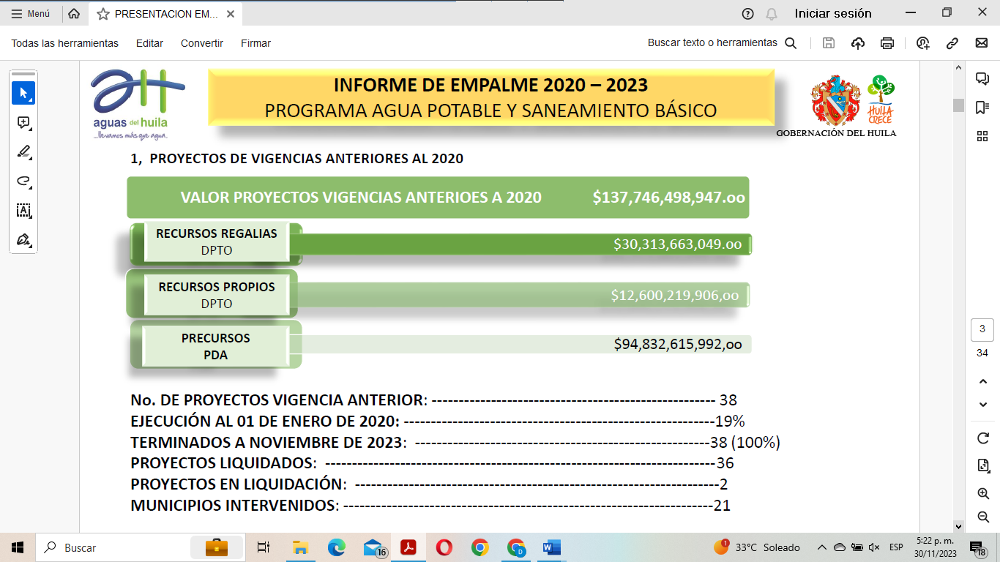 Menú
PRESENTACION EM...
Iniciar sesión
Todas las herramientas
Editar
Convertir
Firmar
Buscar texto o herramientas
aguas del huila
...llevamos más que agua.
INFORME DE EMPALME 2020 – 2023
PROGRAMA AGUA POTABLE Y SANEAMIENTO BÁSICO
HUILA
CRECE
GOBERNACIÓN DEL HUILA
1, PROYECTOS DE VIGENCIAS ANTERIORES AL 2020
VALOR PROYECTOS VIGENCIAS ANTERIOES A 2020 $137,746,498,947.oo
RECURSOS REGALIAS
DPTO
$30,313,663,049.oo
RECURSOS PROPIOS
DPTO
$12,600,219,906,oo
PRECURSOS
PDA
$94,832,615,992,oo
No. DE PROYECTOS VIGENCIA ANTERIOR: ----------------------------------------------------- 38
EJECUCIÓN AL 01 DE ENERO DE 2020: ----------------------------------------------------------19%
TERMINADOS A NOVIEMBRE DE 2023: -------------------------------------------------------38 (100%)
PROYECTOS LIQUIDADOS: -------------------------------------------------------------------------36
PROYECTOS EN LIQUIDACIÓN: --------------------------------------------------------------------2
MUNICIPIOS INTERVENIDOS: ---------------------------------------------------------------------21
3
34
Buscar
16
1
33°C Soleado
ESP
5:22 p. m.
30/11/2023
18